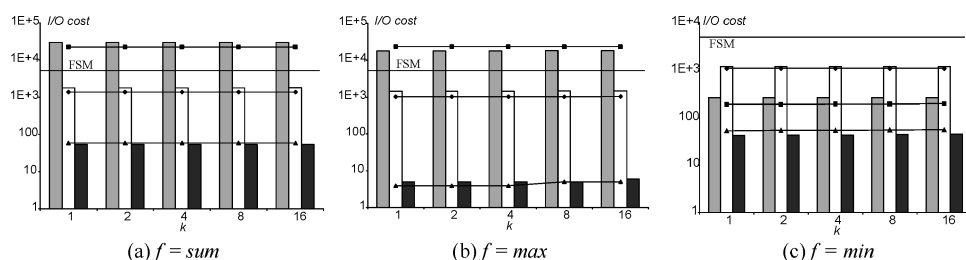 1E+5 I/O cost
1E+4
FSM
1E+3
100
10
1
1 2 4 8 16
k
(a) f = sum
1E+5 I/O cost
1E+4
FSM
1E+3
100
10
1
1 2 4 8 16
k
(b) f = max
1E+4 I/O cost
FSM
1E+3
100
10
1
1 2 4 8 16
k
(c) f = min